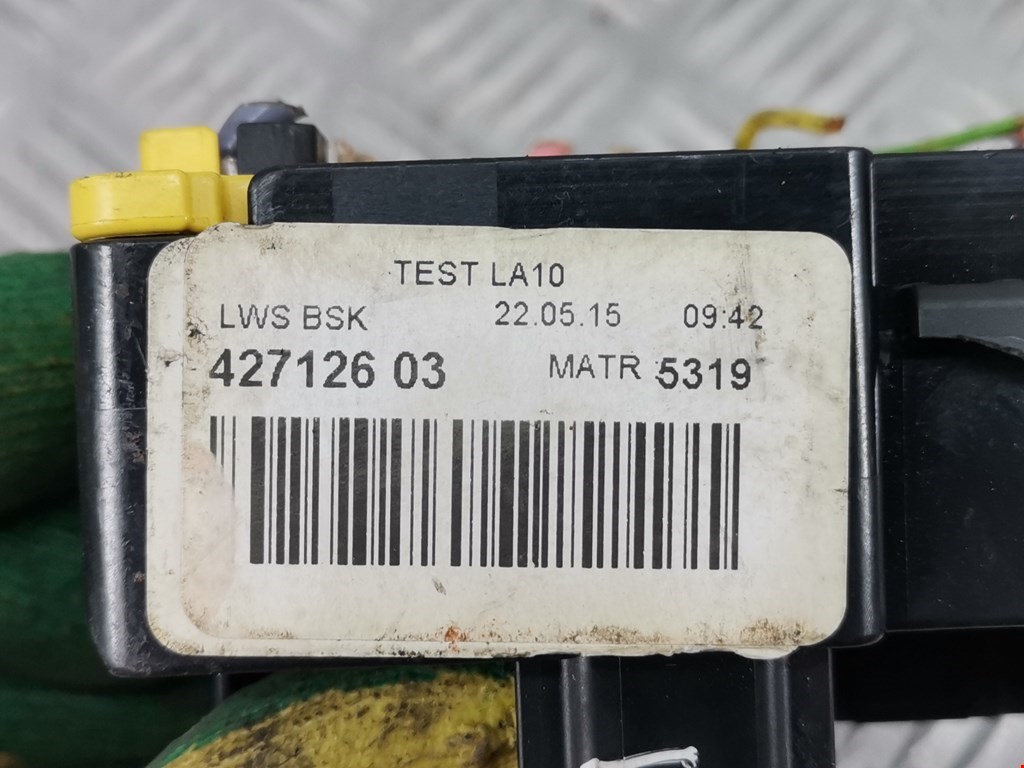 TEST LA10
LWS BSK 22.05.15 09:42
427126 03 MATR 5319